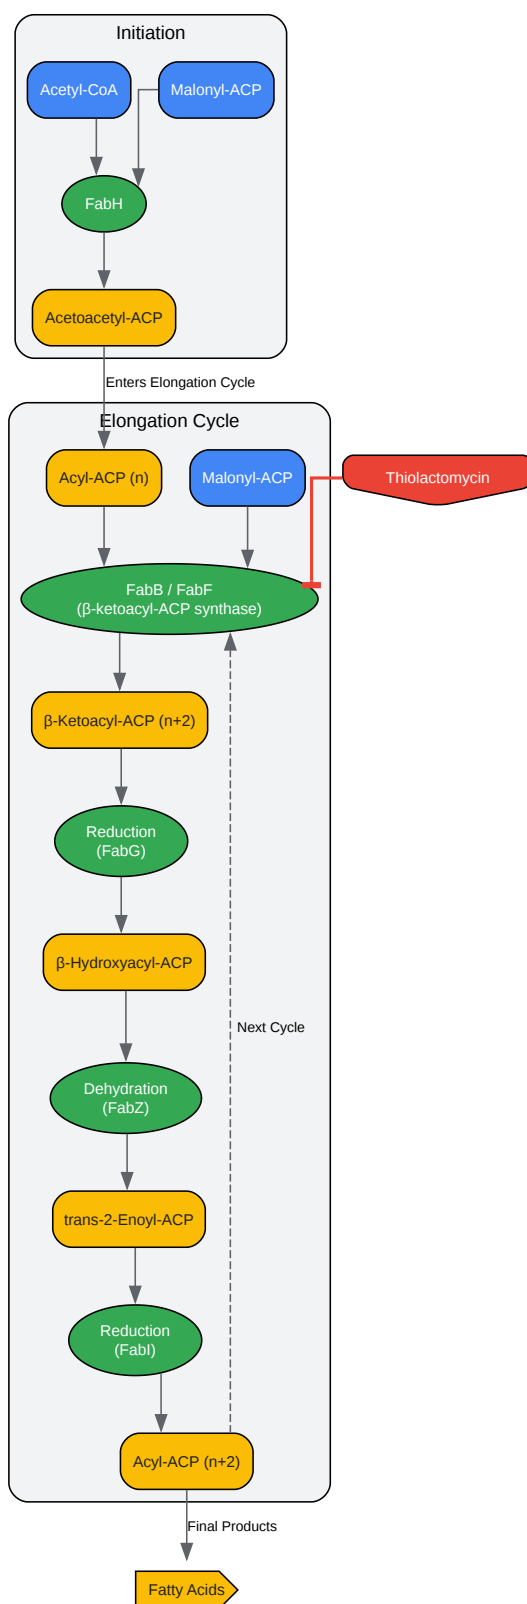 Initiation
Acetyl-CoA
Malonyl-ACP
FabH
Acetoacetyl-ACP
Enters Elongation Cycle
Elongation Cycle
Acyl-ACP (n)
Malonyl-ACP
Thiolactomycin
FabB / FabF
(β-ketoacyl-ACP synthase)
β-Ketoacyl-ACP (n+2)
Reduction
(FabG)
β-Hydroxyacyl-ACP
Next Cycle
Dehydration
(FabZ)
trans-2-Enoyl-ACP
Reduction
(FabI)
Acyl-ACP (n+2)
Final Products
Fatty Acids